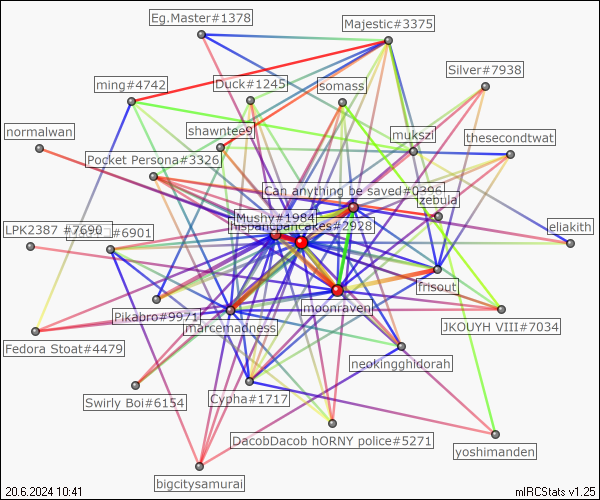 Eg.Master#1378
Majestic#3375
Silver#7938
ming#4742
Duck#1245
somass
normalwan
shawntee9
mukszi
thesecondtwat
Pocket Persona#3326
Can anything be saved#0396
zebula
Mushy#1984
hispanicpancakes#2928
LPK2387 #7690
#6901
eliakith
frisout
moonraven
Pikabro#9971
marcemadness
JKOUYH VIII#7034
Fedora Stoat#4479
neokingghidorah
Swirly Boi#6154
Cypha#1717
DacobDacob hORNY police#5271
yoshimanden
bigcitysamurai
20.6.2024 10:41
mIRCStats v1.25